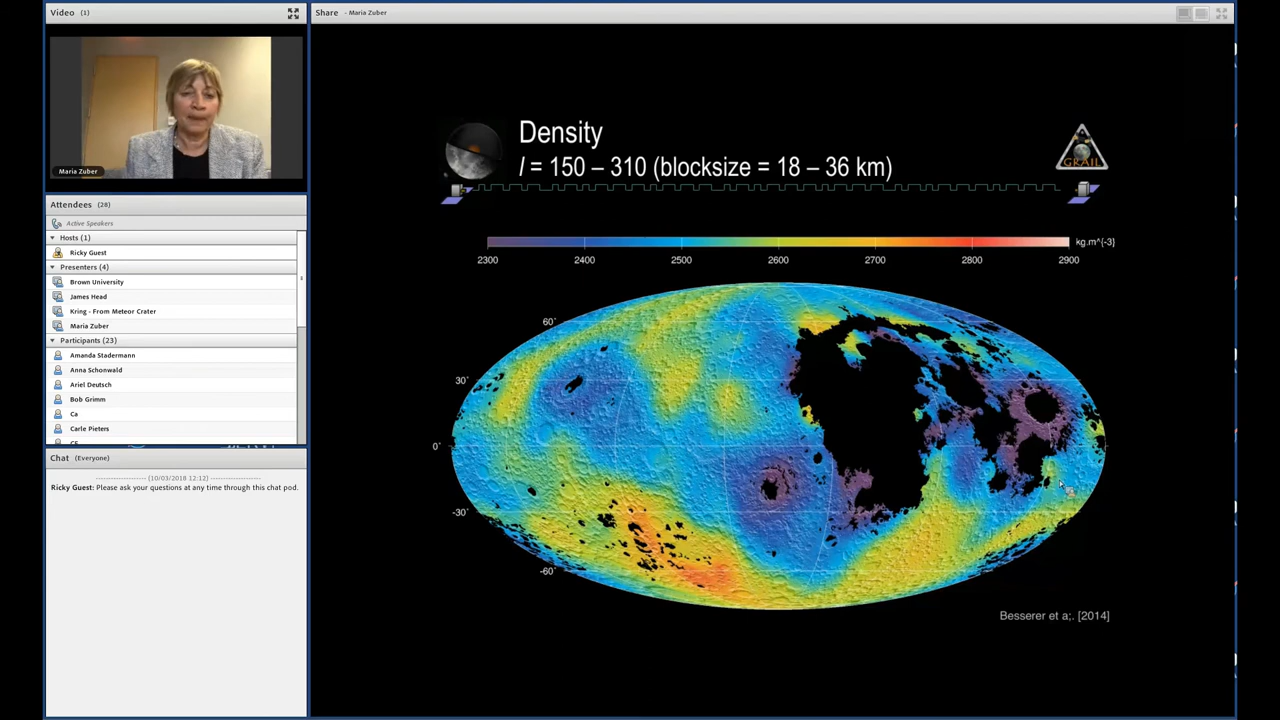 Video (1)
Maria Zuber
Attendees (28)
Active Speakers
Hosts (1)
Ricky Guest
Presenters (4)
Brown University
James Head
Kring - From Meteor Crater
Maria Zuber
Participants (23)
Amanda Stadermann
Anna Schonwald
Ariel Deutsch
Bob Grimm
Ca
Carle Pieters
Chat (Everyone)
(10/03/2018 12:12)
Ricky Guest: Please ask your questions at any time through this chat pod.
Share - Maria Zuber
Density
l = 150 – 310 (blocksize = 18 – 36 km)
GRAIL
kg.m^{-3}
2300 2400 2500 2600 2700 2800 2900
60°
30°
0°
-30°
-60°
Besserer et a;. [2014]